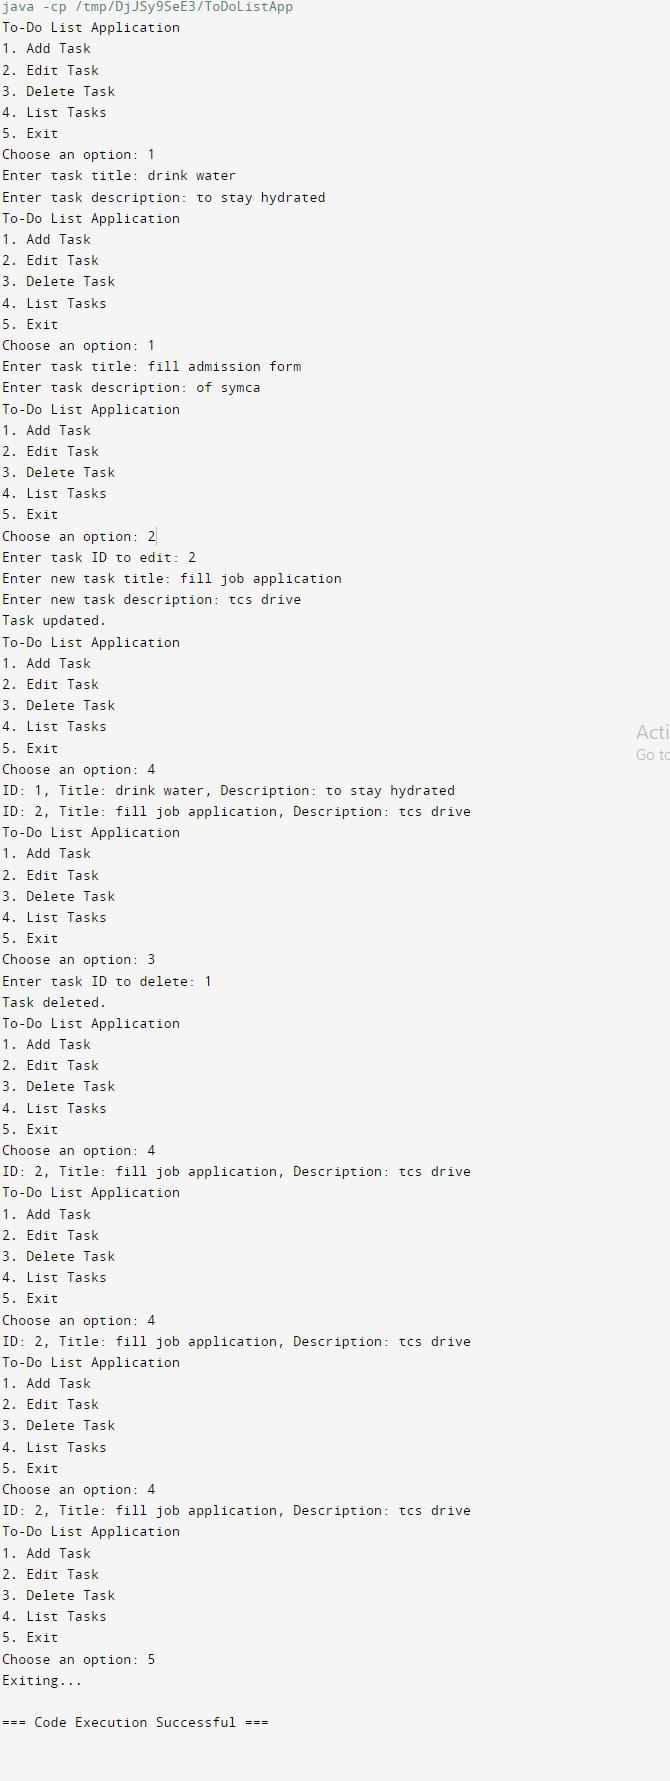 java -cp /tmp/DjJSy9SeE3/ToDoListApp
To-Do List Application
1. Add Task
2. Edit Task
3. Delete Task
4. List Tasks
5. Exit
Choose an option: 1
Enter task title: drink water
Enter task description: to stay hydrated
To-Do List Application
1. Add Task
2. Edit Task
3. Delete Task
4. List Tasks
5. Exit
Choose an option: 1
Enter task title: fill admission form
Enter task description: of symca
To-Do List Application
1. Add Task
2. Edit Task
3. Delete Task
4. List Tasks
5. Exit
Choose an option: 2
Enter task ID to edit: 2
Enter new task title: fill job application
Enter new task description: tcs drive
Task updated.
To-Do List Application
1. Add Task
2. Edit Task
3. Delete Task
4. List Tasks
Acti
5. Exit
Go to
Choose an option: 4
ID: 1, Title: drink water, Description: to stay hydrated
ID: 2, Title: fill job application, Description: tcs drive
To-Do List Application
1. Add Task
2. Edit Task
3. Delete Task
4. List Tasks
5. Exit
Choose an option: 3
Enter task ID to delete: 1
Task deleted.
To-Do List Application
1. Add Task
2. Edit Task
3. Delete Task
4. List Tasks
5. Exit
Choose an option: 4
ID: 2, Title: fill job application, Description: tcs drive
To-Do List Application
1. Add Task
2. Edit Task
3. Delete Task
4. List Tasks
5. Exit
Choose an option: 4
ID: 2, Title: fill job application, Description: tcs drive
To-Do List Application
1. Add Task
2. Edit Task
3. Delete Task
4. List Tasks
5. Exit
Choose an option: 4
ID: 2, Title: fill job application, Description: tcs drive
To-Do List Application
1. Add Task
2. Edit Task
3. Delete Task
4. List Tasks
5. Exit
Choose an option: 5
Exiting...
=== Code Execution Successful ===